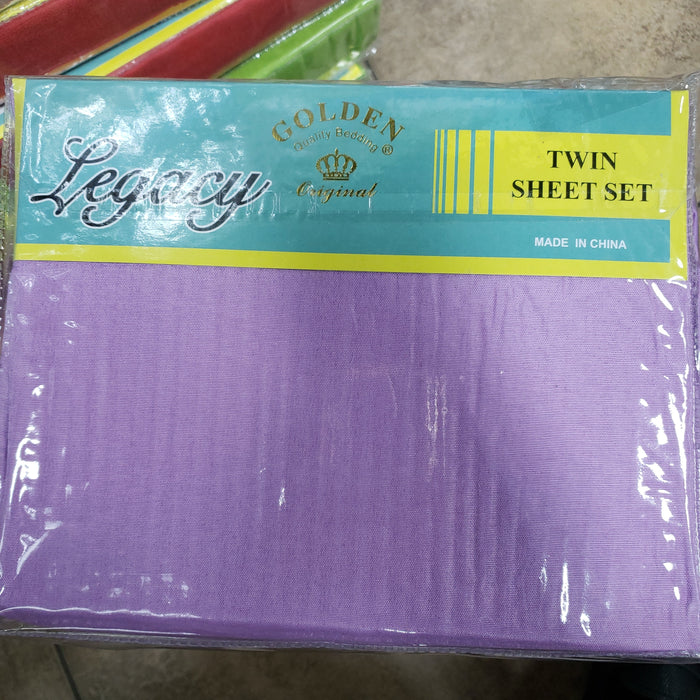 Legacy
GOLDEN
Quality Bedding ®
Original
TWIN
SHEET SET
MADE IN CHINA